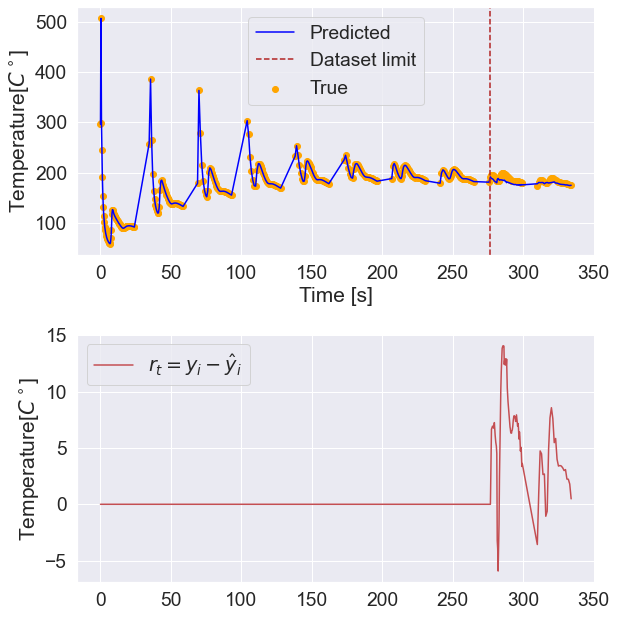 500
400
300
200
100
Temperature[C°]
Predicted
Dataset limit
True
0 50 100 150 200 250 300 350
Time [s]
15
10
5
0
−5
Temperature[C°]
r_t = y_i − ŷ_i
0 50 100 150 200 250 300 350